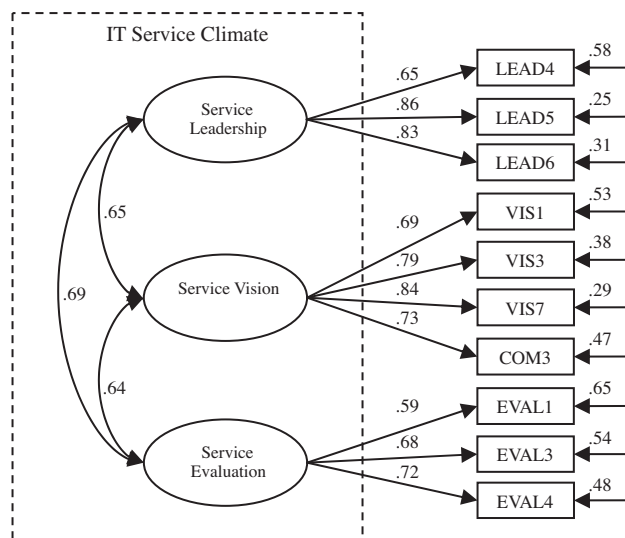 IT Service Climate
Service
Leadership
Service Vision
Service
Evaluation
.65
.69
.64
.65
.86
.83
.69
.79
.84
.73
.59
.68
.72
LEAD4
.58
LEAD5
.25
LEAD6
.31
VIS1
.53
VIS3
.38
VIS7
.29
COM3
.47
EVAL1
.65
EVAL3
.54
EVAL4
.48